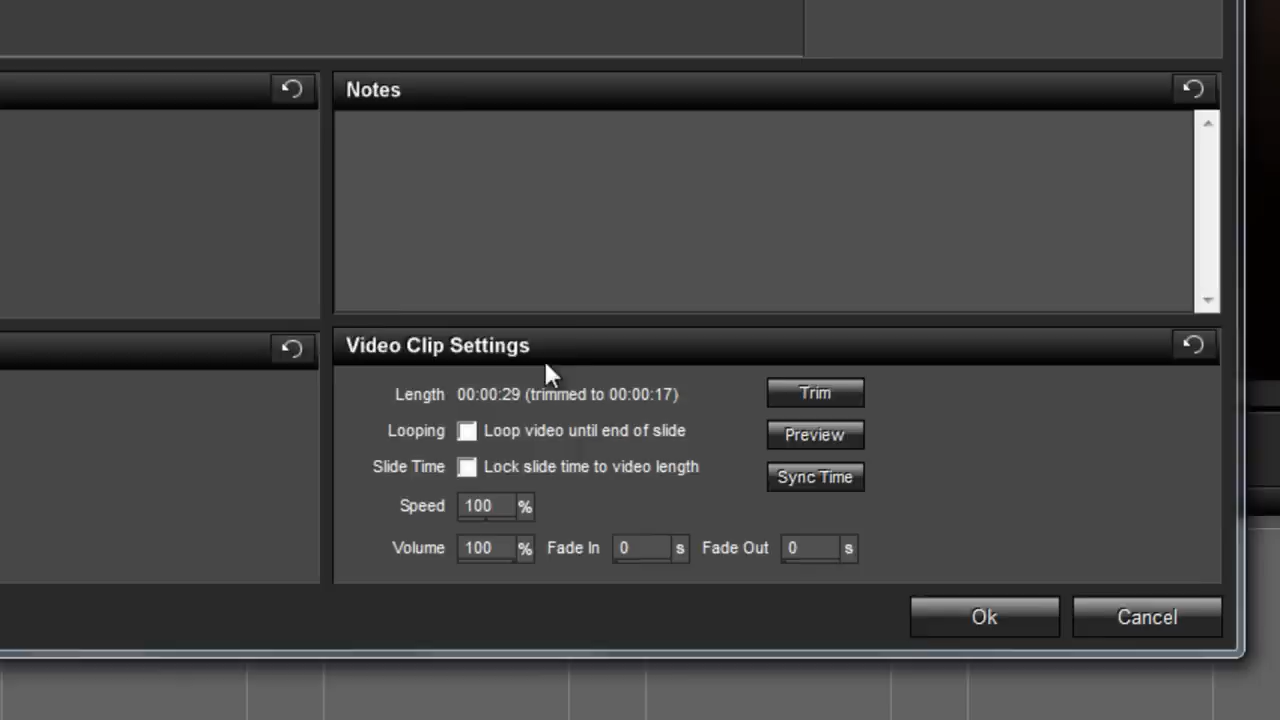 Notes
Video Clip Settings
Length 00:00:29 (trimmed to 00:00:17) Trim
Looping Loop video until end of slide Preview
Slide Time Lock slide time to video length Sync Time
Speed 100 %
Volume 100 % Fade In 0 s Fade Out 0 s
Ok Cancel